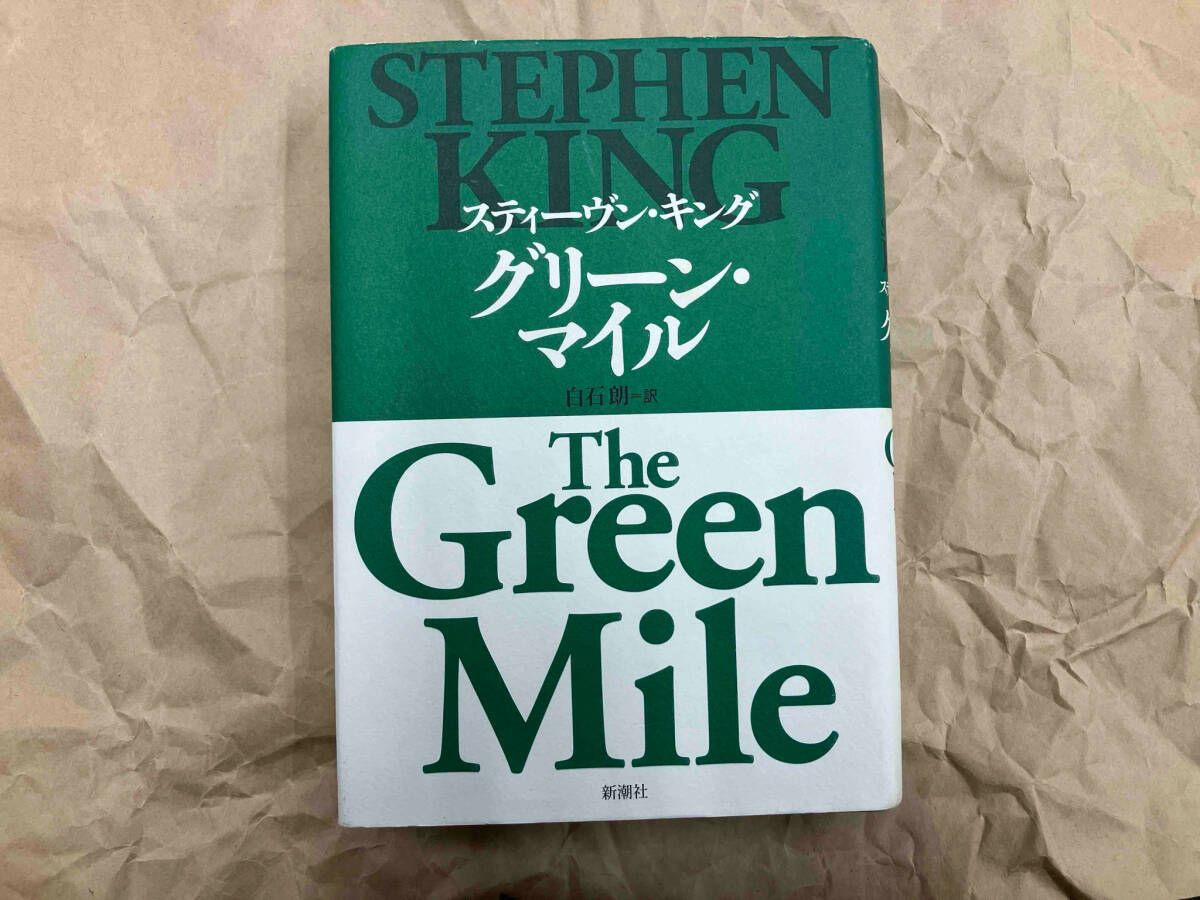 STEPHEN
KING
スティーヴン・キング
グリーン・
マイル
白石朗=訳
The
Green
Mile
新潮社